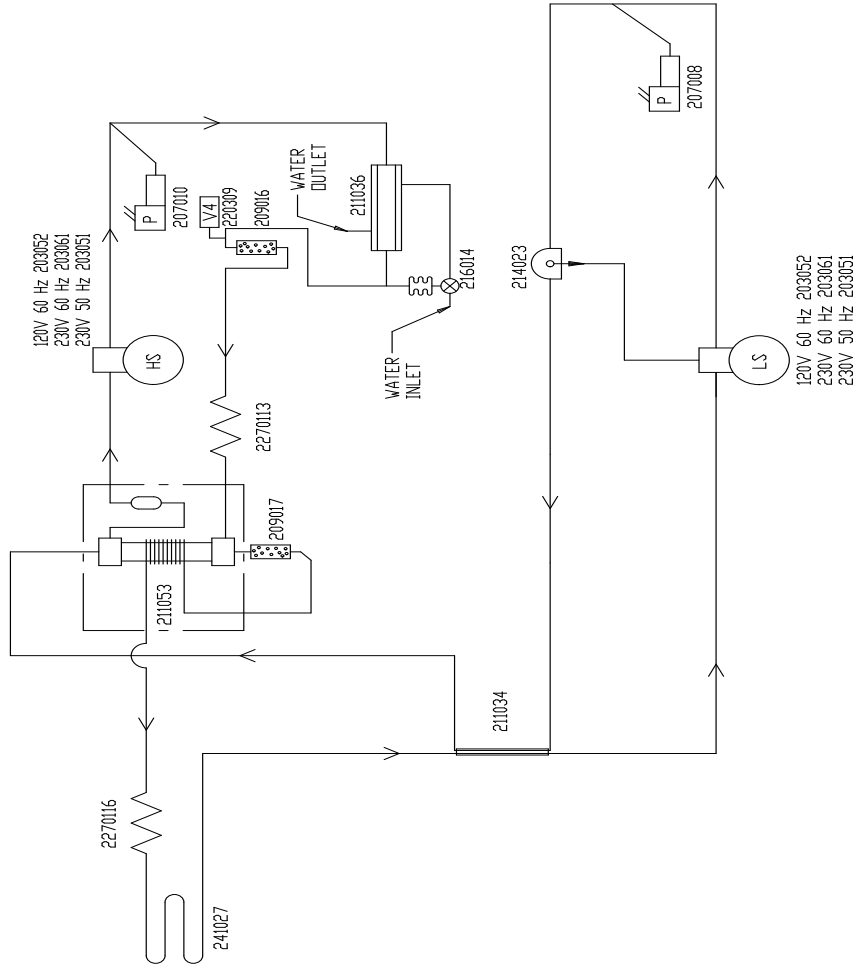 120V 60 Hz 203052
230V 60 Hz 203061
230V 50 Hz 203051
HS
P
207010
V4
220309
209016
WATER
OUTLET
211036
216014
WATER
INLET
2270113
209017
211053
P
207008
214023
LS
120V 60 Hz 203052
230V 60 Hz 203061
230V 50 Hz 203051
211034
2270116
241027